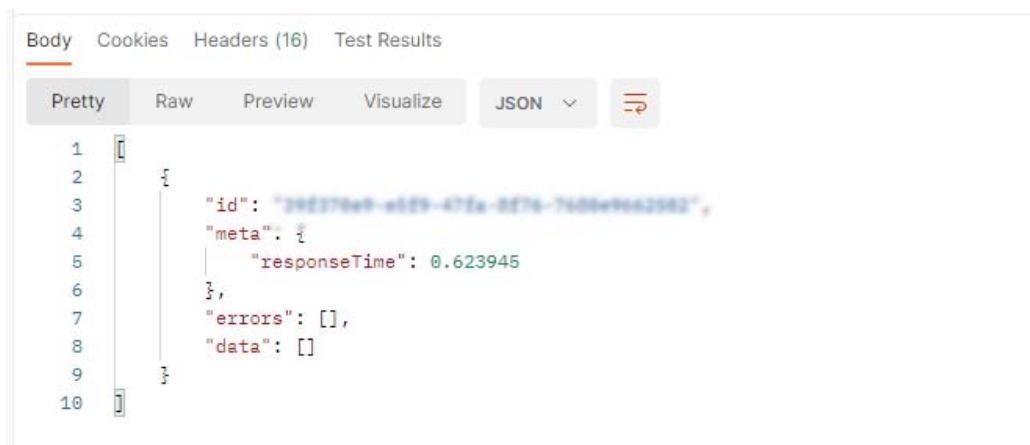 Body Cookies Headers (16) Test Results
Pretty Raw Preview Visualize JSON
1 [
2 {
3 "id":
4 "meta": {
5 "responseTime": 0.623945
6 },
7 "errors": [],
8 "data": []
9 }
10 ]